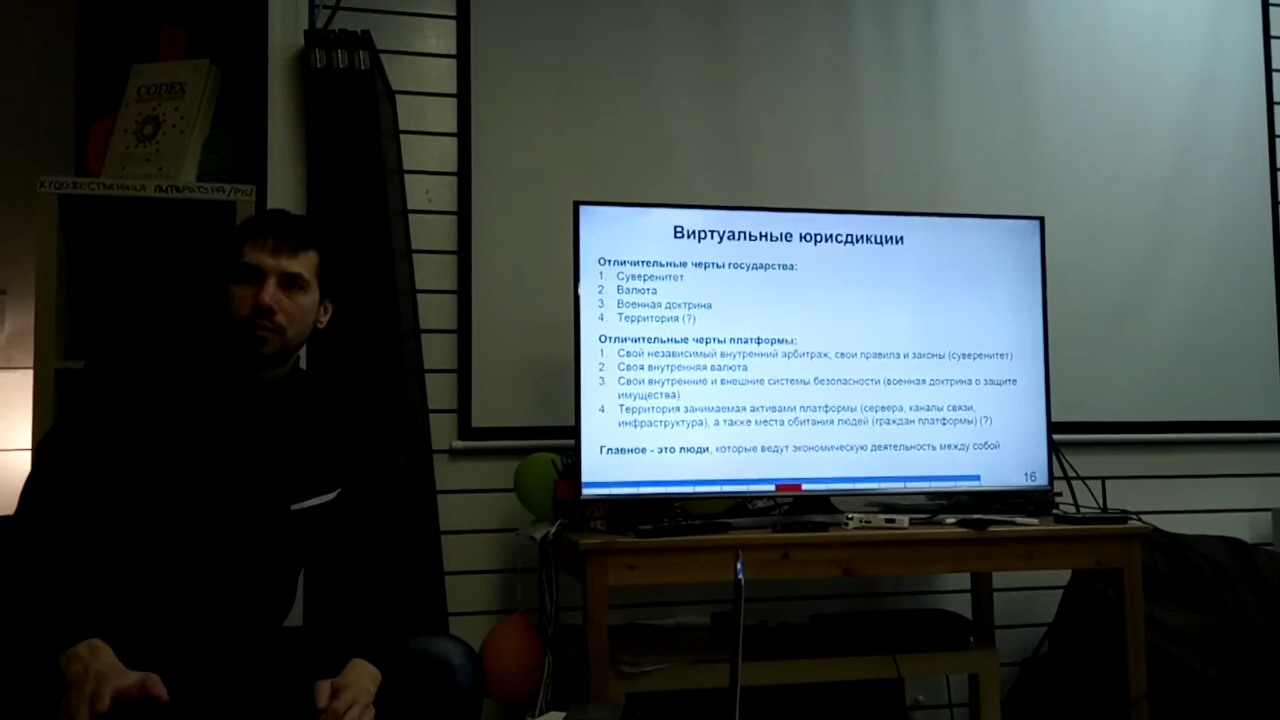 CODEX
ХУДОЖЕСТВЕННАЯ ЛИТЕРАТУРА/РУС
Виртуальные юрисдикции
Отличительные черты государства:
1. Суверенитет
2. Валюта
3. Военная доктрина
4. Территория (?)
Отличительные черты платформы:
1. Свой независимый внутренний арбитраж, свои правила и законы (суверенитет)
2. Своя внутренняя валюта
3. Свои внутренние и внешние системы безопасности (военная доктрина о защите
имущества)
4 Территория занимаемая активами платформы (сервера, каналы связи,
инфраструктура), а также места обитания людей (граждан платформы) (?)
Главное - это люди, которые ведут экономическую деятельность между собой.
16